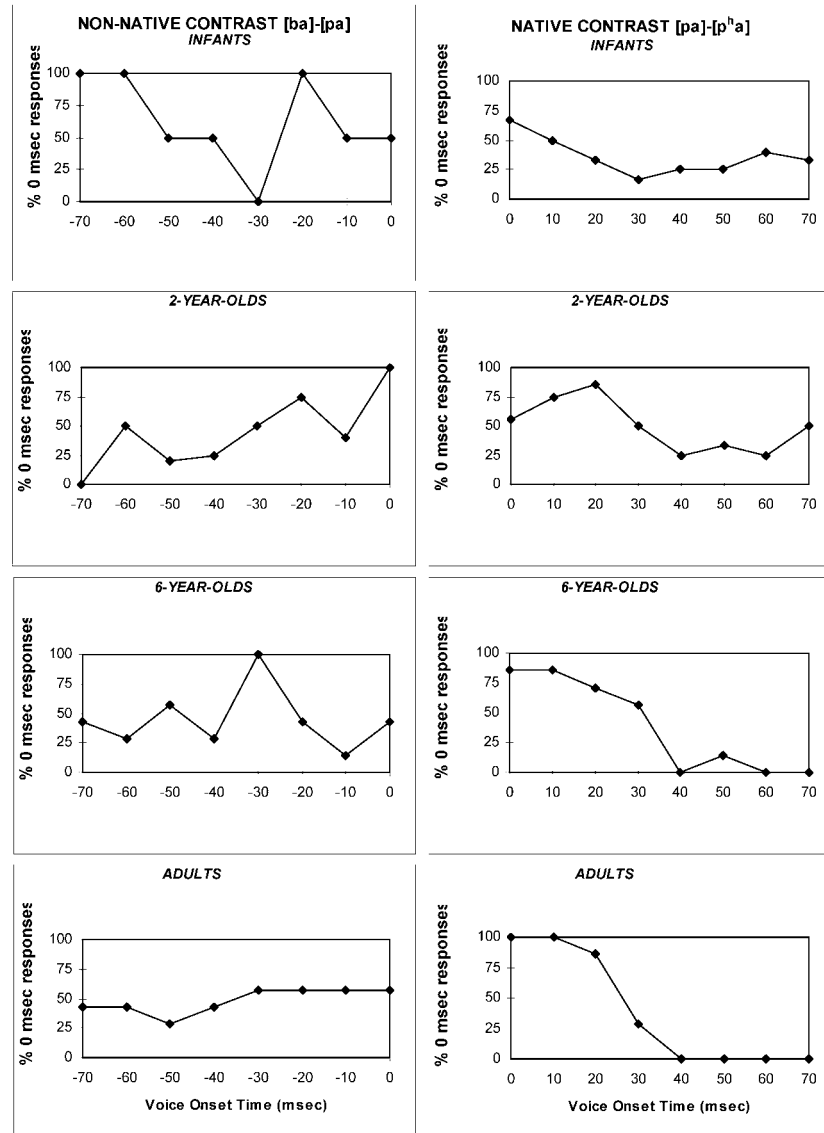 NON-NATIVE CONTRAST [ba]-[pa]
INFANTS
% 0 msec responses
100
75
50
25
0
-70 -60 -50 -40 -30 -20 -10 0
NATIVE CONTRAST [pa]-[pʰa]
INFANTS
% 0 msec responses
100
75
50
25
0
0 10 20 30 40 50 60 70
2-YEAR-OLDS
% 0 msec responses
100
75
50
25
0
-70 -60 -50 -40 -30 -20 -10 0
2-YEAR-OLDS
% 0 msec responses
100
75
50
25
0
0 10 20 30 40 50 60 70
6-YEAR-OLDS
% 0 msec responses
100
75
50
25
0
-70 -60 -50 -40 -30 -20 -10 0
6-YEAR-OLDS
% 0 msec responses
100
75
50
25
0
0 10 20 30 40 50 60 70
ADULTS
% 0 msec responses
100
75
50
25
0
-70 -60 -50 -40 -30 -20 -10 0
Voice Onset Time (msec)
ADULTS
% 0 msec responses
100
75
50
25
0
0 10 20 30 40 50 60 70
Voice Onset Time (msec)